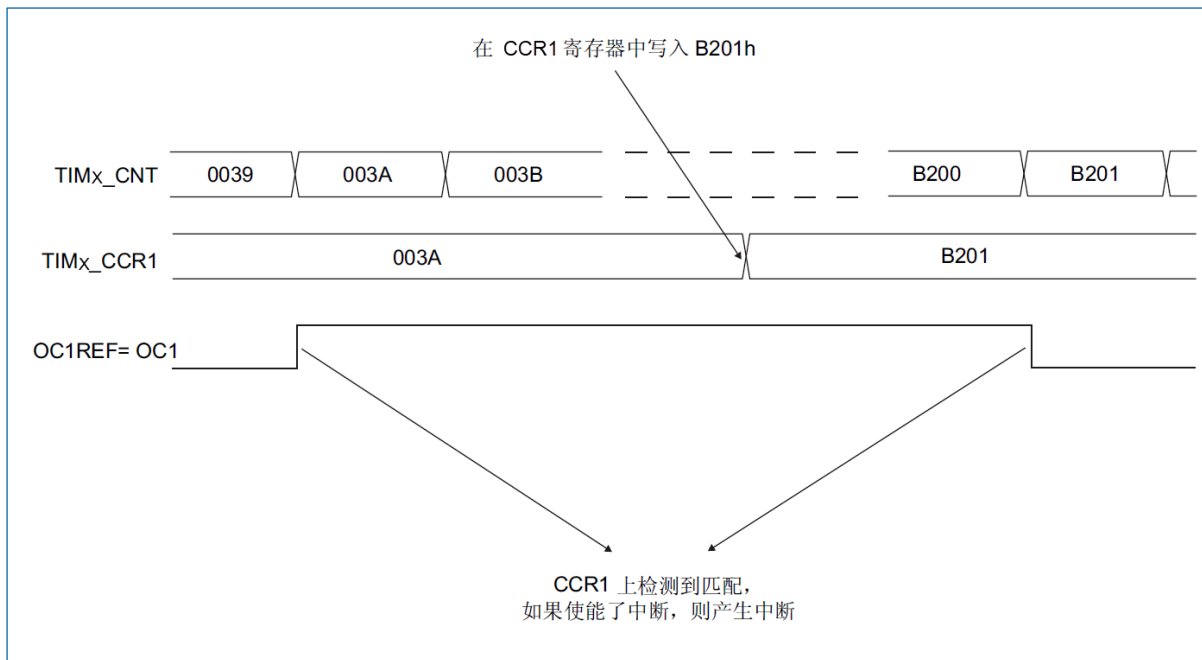 在 CCR1 寄存器中写入 B201h
TIMx_CNT 0039 003A 003B B200 B201
TIMx_CCR1 003A B201
OC1REF= OC1
CCR1 上检测到匹配，
如果使能了中断，则产生中断